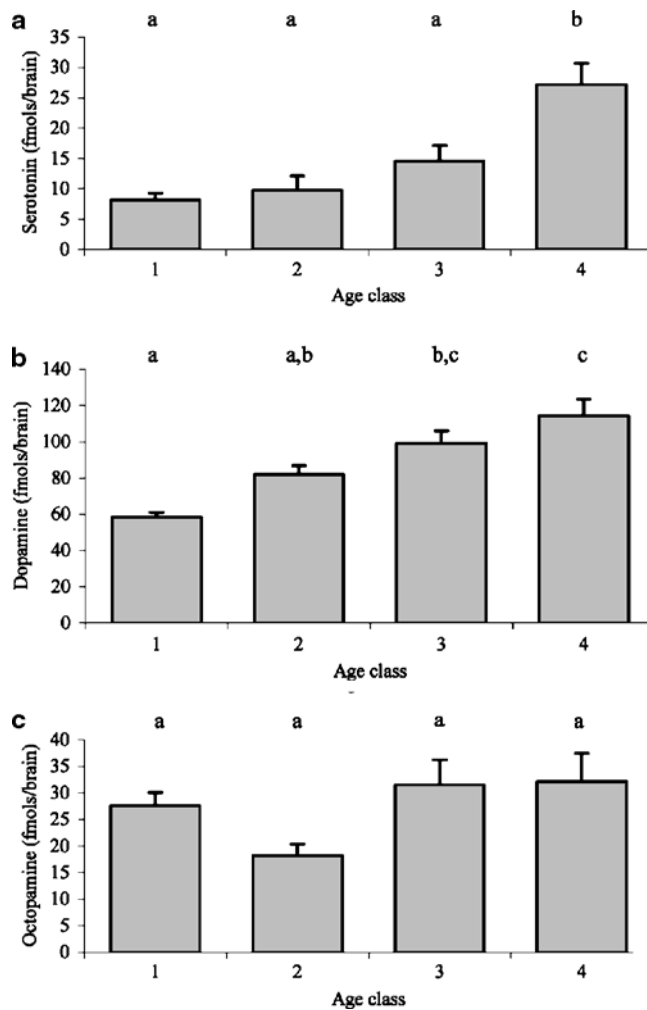 a
a a a b
Serotonin (fmols/brain)
35
30
25
20
15
10
5
0
1 2 3 4
Age class
b
a a,b b,c c
Dopamine (fmols/brain)
140
120
100
80
60
40
20
0
1 2 3 4
Age class
c
a a a a
Octopamine (fmols/brain)
40
35
30
25
20
15
10
5
0
1 2 3 4
Age class